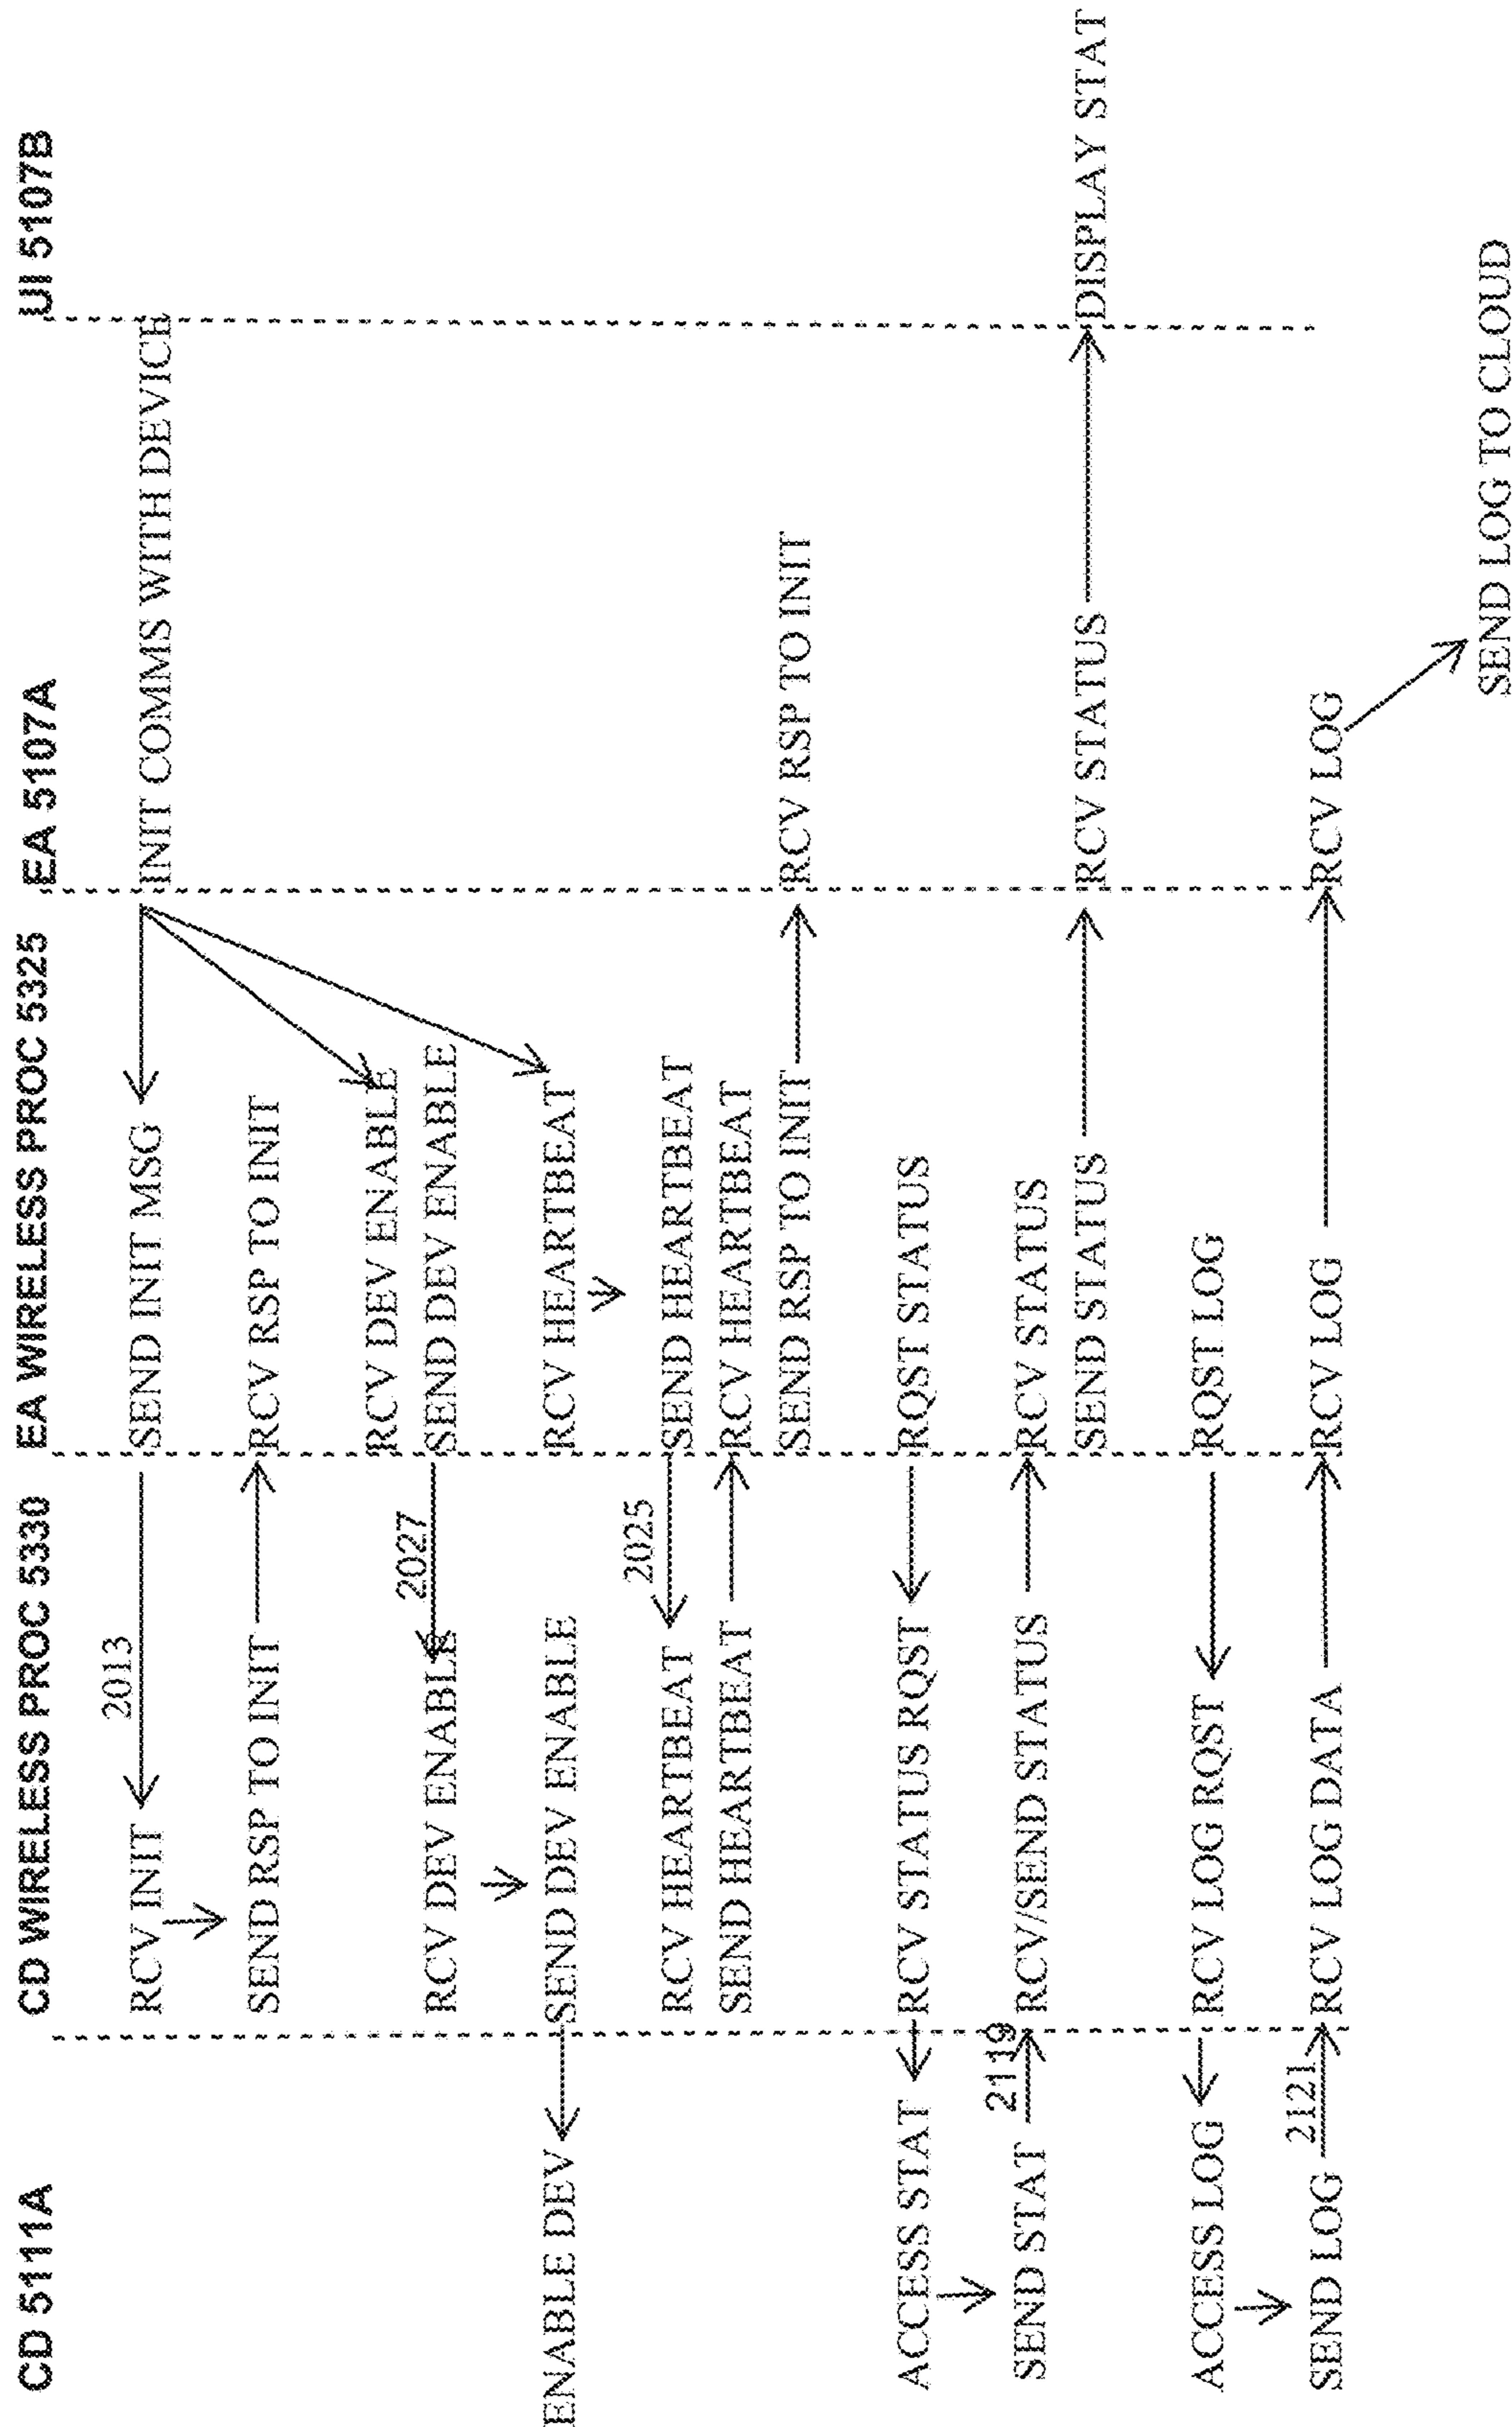 CD 5111A
CD WIRELESS PROC 5330
EA WIRELESS PROC 5325
EA 5107A
UI 5107B
RCV INIT
2013
SEND INIT MSG
INIT COMMS WITH DEVICE
SEND RSP TO INIT
RCV RSP TO INIT
RCV DEV ENABLE
RCV DEV ENABLE
2027
SEND DEV ENABLE
ENABLE DEV
SEND DEV ENABLE
RCV HEARTBEAT
RCV HEARTBEAT
2025
SEND HEARTBEAT
SEND HEARTBEAT
RCV HEARTBEAT
SEND RSP TO INIT
RCV RSP TO INIT
ACCESS STAT
RCV STATUS RQST
RQST STATUS
SEND STAT
2119
RCV/SEND STATUS
RCV STATUS
SEND STATUS
RCV STATUS
DISPLAY STAT
ACCESS LOG
RCV LOG RQST
RQST LOG
SEND LOG
2121
RCV LOG DATA
RCV LOG
RCV LOG
SEND LOG TO CLOUD